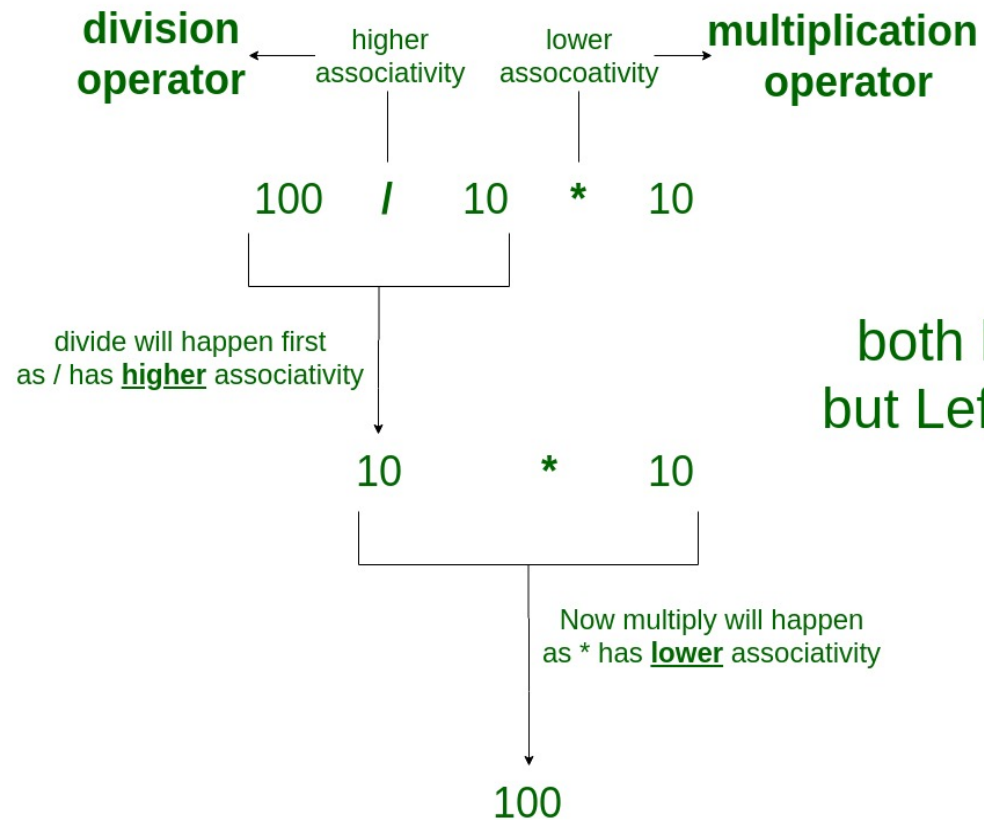 division
operator
higher
associativity
lower
assocoativity
multiplication
operator
100 / 10 * 10
divide will happen first
as / has higher associativity
both
but
10 * 10
Now multiply will happen
as * has lower associativity
100